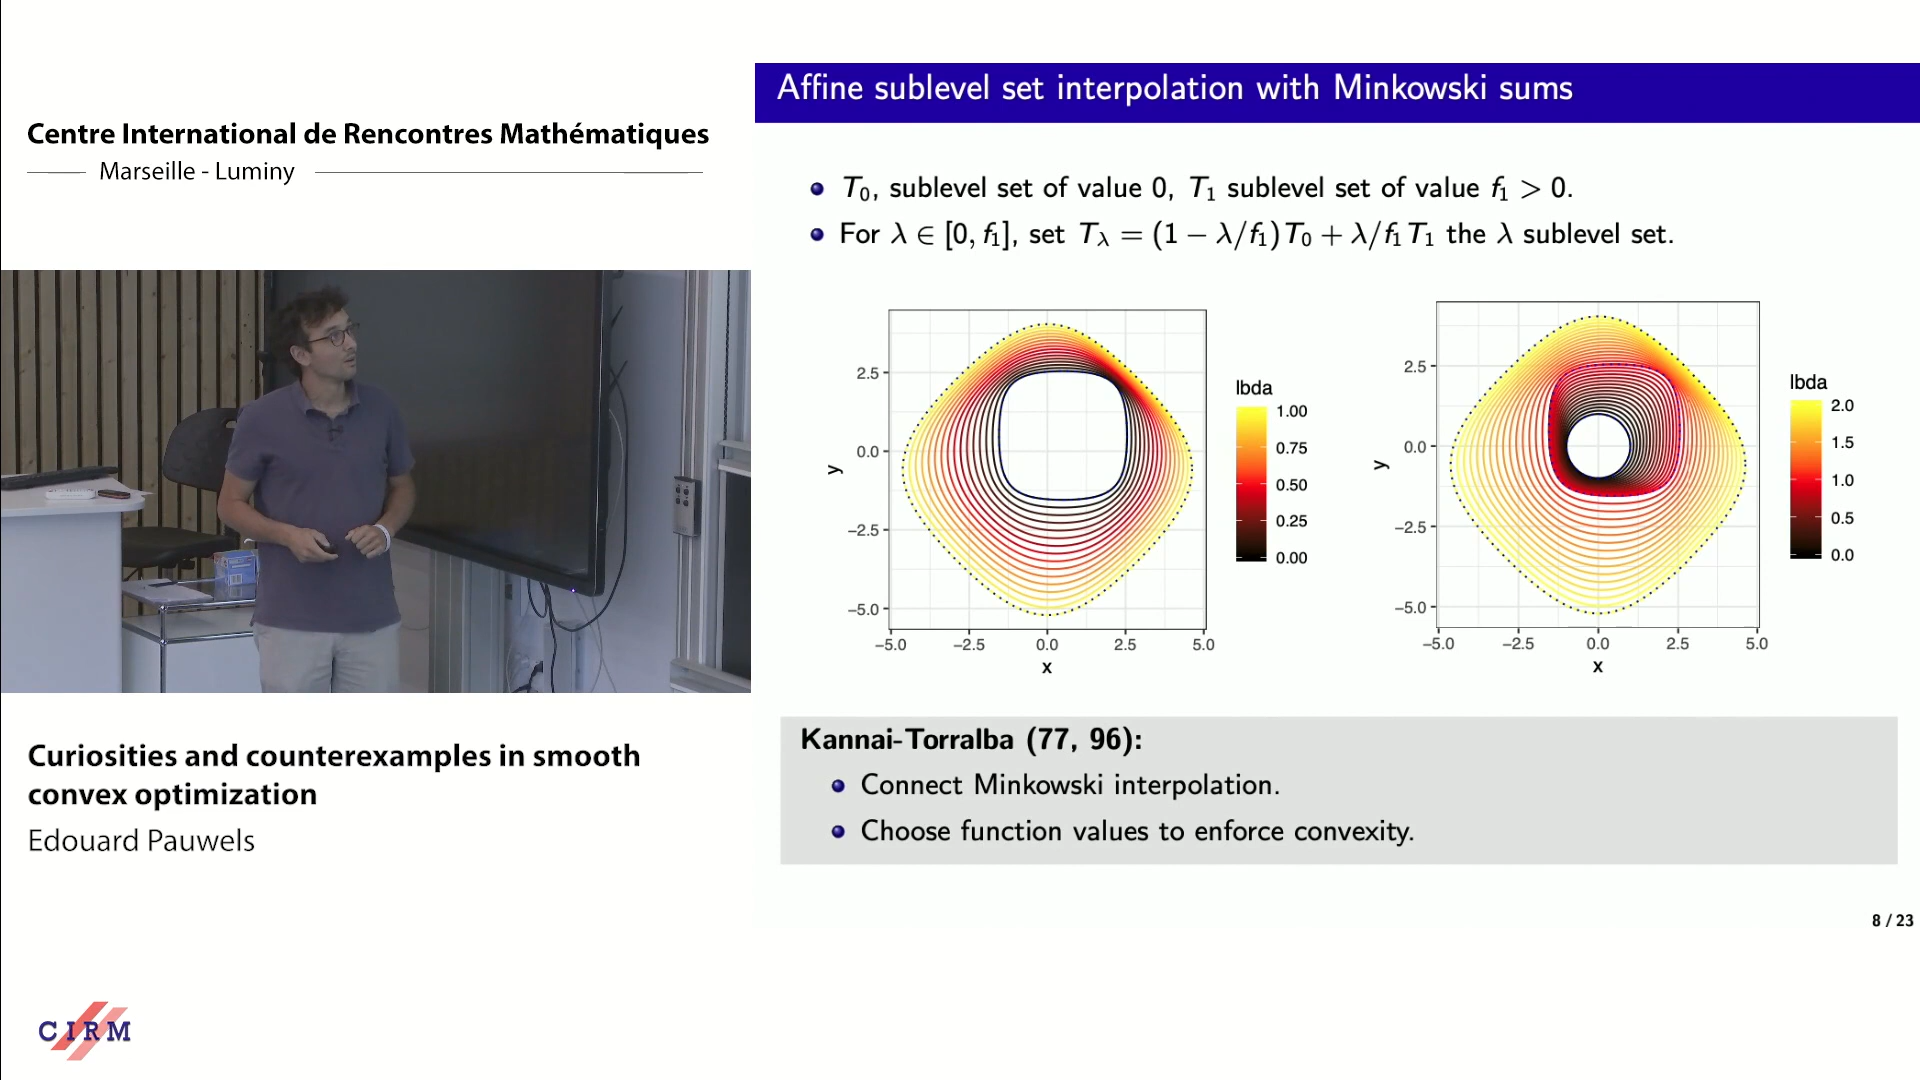 Centre International de Rencontres Mathématiques
Marseille - Luminy
Affine sublevel set interpolation with Minkowski sums
T₀, sublevel set of value 0, T₁ sublevel set of value f₁ > 0.
For λ ∈ [0, f₁], set T_λ = (1 − λ/f₁)T₀ + λ/f₁T₁ the λ sublevel set.
2.5
0.0
−2.5
−5.0
y
−5.0 −2.5 0.0 2.5 5.0
x
lbda
1.00
0.75
0.50
0.25
0.00
2.5
0.0
−2.5
−5.0
y
−5.0 −2.5 0.0 2.5 5.0
x
lbda
2.0
1.5
1.0
0.5
0.0
Kannai-Torralba (77, 96):
Connect Minkowski interpolation.
Choose function values to enforce convexity.
8 / 23
Curiosities and counterexamples in smooth
convex optimization
Edouard Pauwels
CIRM